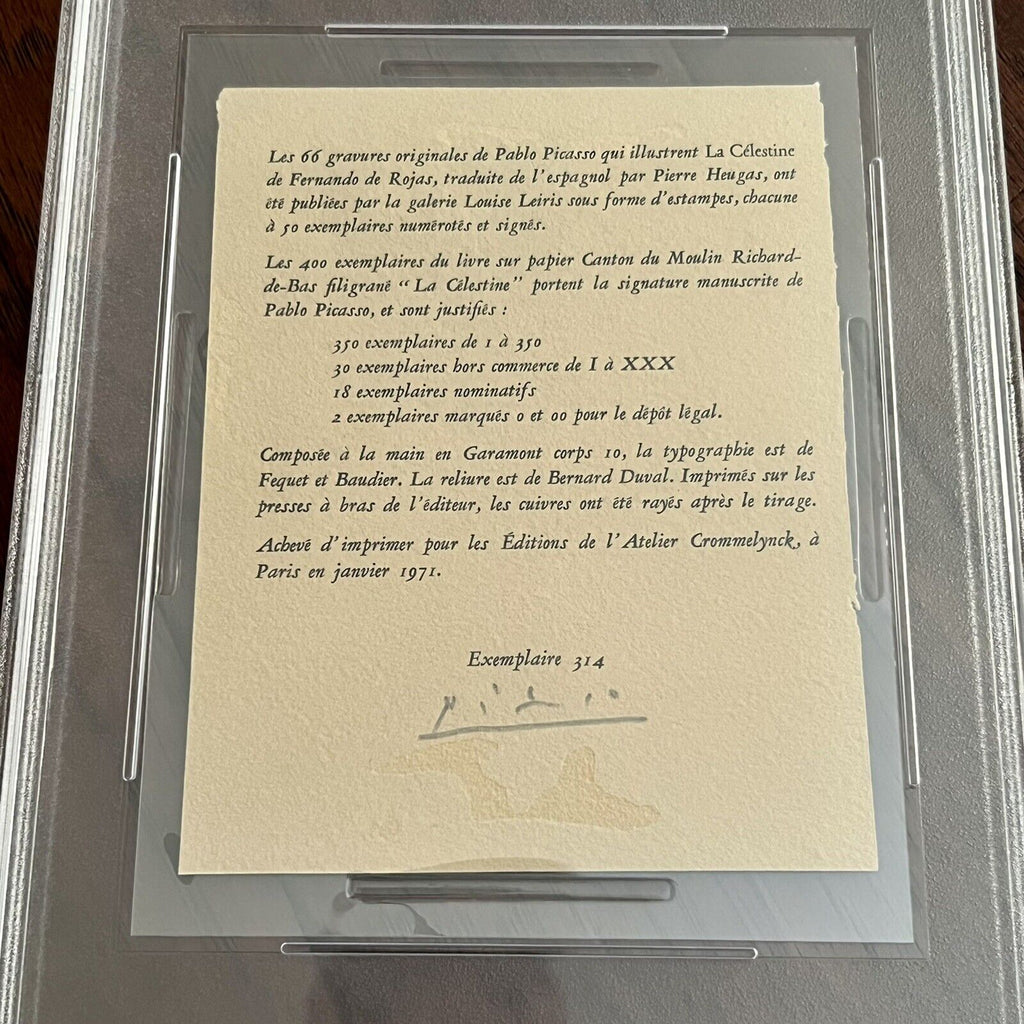 Les 66 gravures originales de Pablo Picasso qui illustrent La Célestine
de Fernando de Rojas, traduite de l'espagnol par Pierre Heugas, ont
été publiées par la galerie Louise Leiris sous forme d'estampes, chacune
à 50 exemplaires numérotés et signés.
Les 400 exemplaires du livre sur papier Canton du Moulin Richard-
de-Bas filigrané “ La Célestine” portent la signature manuscrite de
Pablo Picasso, et sont justifiés :
350 exemplaires de 1 à 350
30 exemplaires hors commerce de I à XXX
18 exemplaires nominatifs
2 exemplaires marqués 0 et 00 pour le dépôt légal.
Composée à la main en Garamont corps 10, la typographie est de
Fequet et Baudier. La reliure est de Bernard Duval. Imprimés sur les
presses à bras de l'éditeur, les cuivres ont été rayés après le tirage.
Achevé d'imprimer pour les Éditions de l'Atelier Crommelynck, à
Paris en janvier 1971.
Exemplaire 314
Picasso